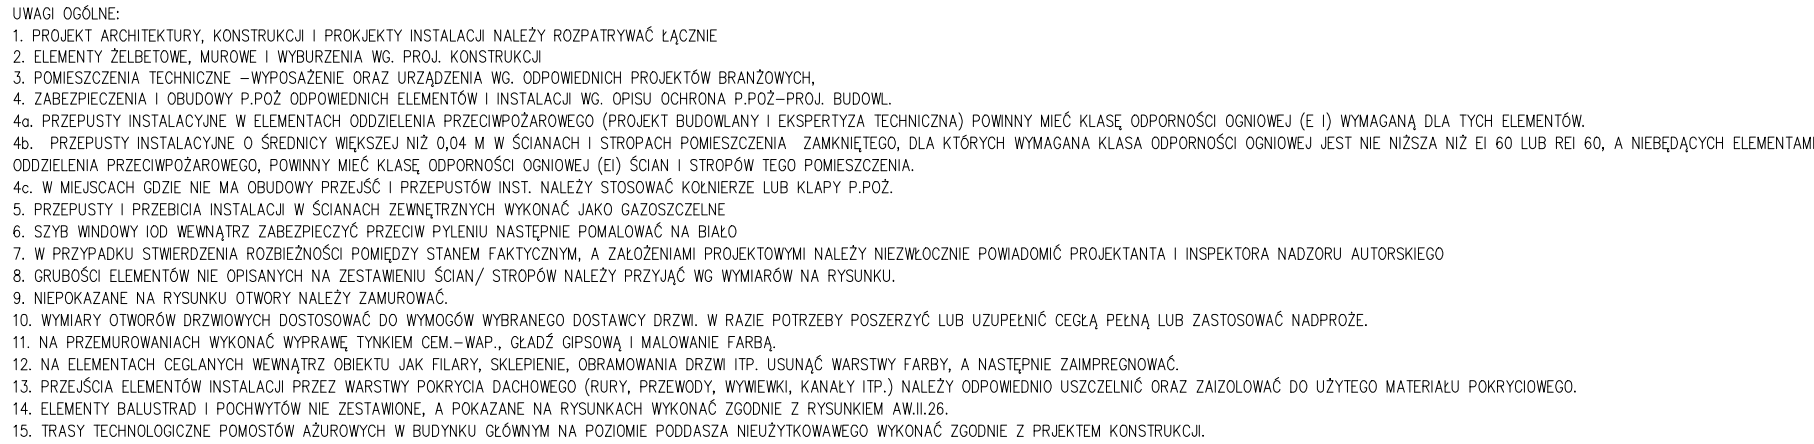 UWAGI OGÓLNE:
1. PROJEKT ARCHITEKTURY, KONSTRUKCJI I PROKJEKTY INSTALACJI NALEŻY ROZPATRYWAĆ ŁĄCZNIE
2. ELEMENTY ŻELBETOWE, MUROWE I WYBURZENIA WG. PROJ. KONSTRUKCJI
3. POMIESZCZENIA TECHNICZNE –WYPOSAŻENIE ORAZ URZĄDZENIA WG. ODPOWIEDNICH PROJEKTÓW BRANŻOWYCH,
4. ZABEZPIECZENIA I OBUDOWY P.POŻ ODPOWIEDNICH ELEMENTÓW I INSTALACJI WG. OPISU OCHRONA P.POŻ–PROJ. BUDOWL.
4a. PRZEPUSTY INSTALACYJNE W ELEMENTACH ODDZIELENIA PRZECIWPOŻAROWEGO (PROJEKT BUDOWLANY I EKSPERTYZA TECHNICZNA) POWINNY MIEĆ KLASĘ ODPORNOŚCI OGNIOWEJ (E I) WYMAGANĄ DLA TYCH ELEMENTÓW.
4b. PRZEPUSTY INSTALACYJNE O ŚREDNICY WIĘKSZEJ NIŻ 0,04 M W ŚCIANACH I STROPACH POMIESZCZENIA ZAMKNIĘTEGO, DLA KTÓRYCH WYMAGANA KLASA ODPORNOŚCI OGNIOWEJ JEST NIE NIŻSZA NIŻ EI 60 LUB REI 60, A NIEBĘDĄCYCH ELEMENTAMI
ODDZIELENIA PRZECIWPOŻAROWEGO, POWINNY MIEĆ KLASĘ ODPORNOŚCI OGNIOWEJ (EI) ŚCIAN I STROPÓW TEGO POMIESZCZENIA.
4c. W MIEJSCACH GDZIE NIE MA OBUDOWY PRZEJŚĆ I PRZEPUSTÓW INST. NALEŻY STOSOWAĆ KOŁNIERZE LUB KLAPY P.POŻ.
5. PRZEPUSTY I PRZEBICIA INSTALACJI W ŚCIANACH ZEWNĘTRZNYCH WYKONAĆ JAKO GAZOSZCZELNE
6. SZYB WINDOWY IOD WEWNĄTRZ ZABEZPIECZYĆ PRZECIW PYLENIU NASTĘPNIE POMALOWAĆ NA BIAŁO
7. W PRZYPADKU STWIERDZENIA ROZBIEŻNOŚCI POMIĘDZY STANEM FAKTYCZNYM, A ZAŁOŻENIAMI PROJEKTOWYMI NALEŻY NIEZWŁOCZNIE POWIADOMIĆ PROJEKTANTA I INSPEKTORA NADZORU AUTORSKIEGO
8. GRUBOŚCI ELEMENTÓW NIE OPISANYCH NA ZESTAWIENIU ŚCIAN/ STROPÓW NALEŻY PRZYJĄĆ WG WYMIARÓW NA RYSUNKU.
9. NIEPOKAZANE NA RYSUNKU OTWORY NALEŻY ZAMUROWAĆ.
10. WYMIARY OTWORÓW DRZWIOWYCH DOSTOSOWAĆ DO WYMOGÓW WYBRANEGO DOSTAWCY DRZWI. W RAZIE POTRZEBY POSZERZYĆ LUB UZUPEŁNIĆ CEGŁĄ PEŁNĄ LUB ZASTOSOWAĆ NADPROŻE.
11. NA PRZEMUROWANIACH WYKONAĆ WYPRAWĘ TYNKIEM CEM.–WAP., GŁADŹ GIPSOWĄ I MALOWANIE FARBĄ.
12. NA ELEMENTACH CEGLANYCH WEWNĄTRZ OBIEKTU JAK FILARY, SKLEPIENIE, OBRAMOWANIA DRZWI ITP. USUNĄĆ WARSTWY FARBY, A NASTĘPNIE ZAIMPREGNOWAĆ.
13. PRZEJŚCIA ELEMENTÓW INSTALACJI PRZEZ WARSTWY POKRYCIA DACHOWEGO (RURY, PRZEWODY, WYWIEWKI, KANAŁY ITP.) NALEŻY ODPOWIEDNIO USZCZELNIĆ ORAZ ZAIZOLOWAĆ DO UŻYTEGO MATERIAŁU POKRYCIOWEGO.
14. ELEMENTY BALUSTRAD I POCHWYTÓW NIE ZESTAWIONE, A POKAZANE NA RYSUNKACH WYKONAĆ ZGODNIE Z RYSUNKIEM AW.II.26.
15. TRASY TECHNOLOGICZNE POMOSTÓW AŻUROWYCH W BUDYNKU GŁÓWNYM NA POZIOMIE PODDASZA NIEUŻYTKOWAWEGO WYKONAĆ ZGODNIE Z PRJEKTEM KONSTRUKCJI.